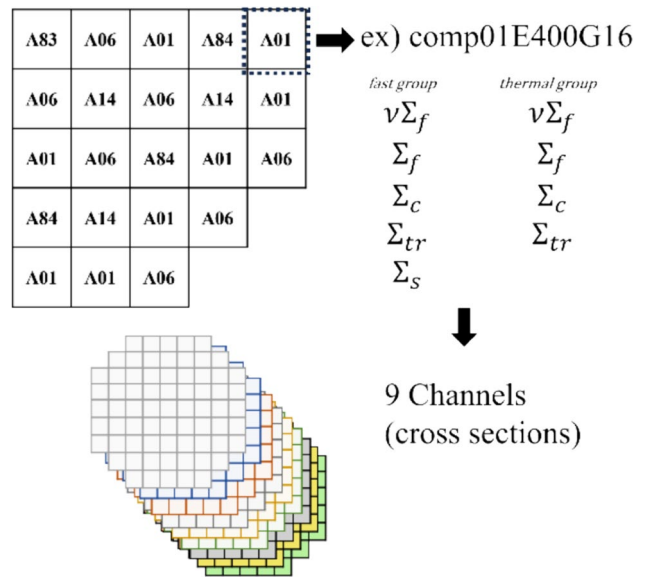 A83 A06 A01 A84 A01
ex) comp01E400G16
fast group thermal group
A06 A14 A06 A14 A01
νΣf νΣf
A01 A06 A84 A01 A06
Σf Σf
Σc Σc
A84 A14 A01 A06
Σtr Σtr
A01 A01 A06
Σs
9 Channels
(cross sections)